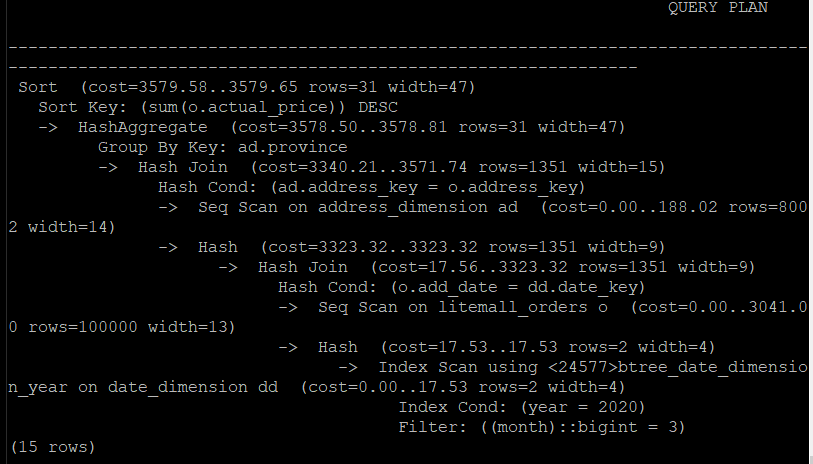 QUERY PLAN
--------------------------------------------------------------------------------
---------------------------------------------------------------
Sort  (cost=3579.58..3579.65 rows=31 width=47)
  Sort Key: (sum(o.actual_price)) DESC
  ->  HashAggregate  (cost=3578.50..3578.81 rows=31 width=47)
        Group By Key: ad.province
        ->  Hash Join  (cost=3340.21..3571.74 rows=1351 width=15)
              Hash Cond: (ad.address_key = o.address_key)
              ->  Seq Scan on address_dimension ad  (cost=0.00..188.02 rows=800
2 width=14)
              ->  Hash  (cost=3323.32..3323.32 rows=1351 width=9)
                    ->  Hash Join  (cost=17.56..3323.32 rows=1351 width=9)
                          Hash Cond: (o.add_date = dd.date_key)
                          ->  Seq Scan on litemall_orders o  (cost=0.00..3041.0
0 rows=100000 width=13)
                          ->  Hash  (cost=17.53..17.53 rows=2 width=4)
                                ->  Index Scan using <24577>btree_date_dimensio
n_year on date_dimension dd  (cost=0.00..17.53 rows=2 width=4)
                                      Index Cond: (year = 2020)
                                      Filter: ((month)::bigint = 3)
(15 rows)